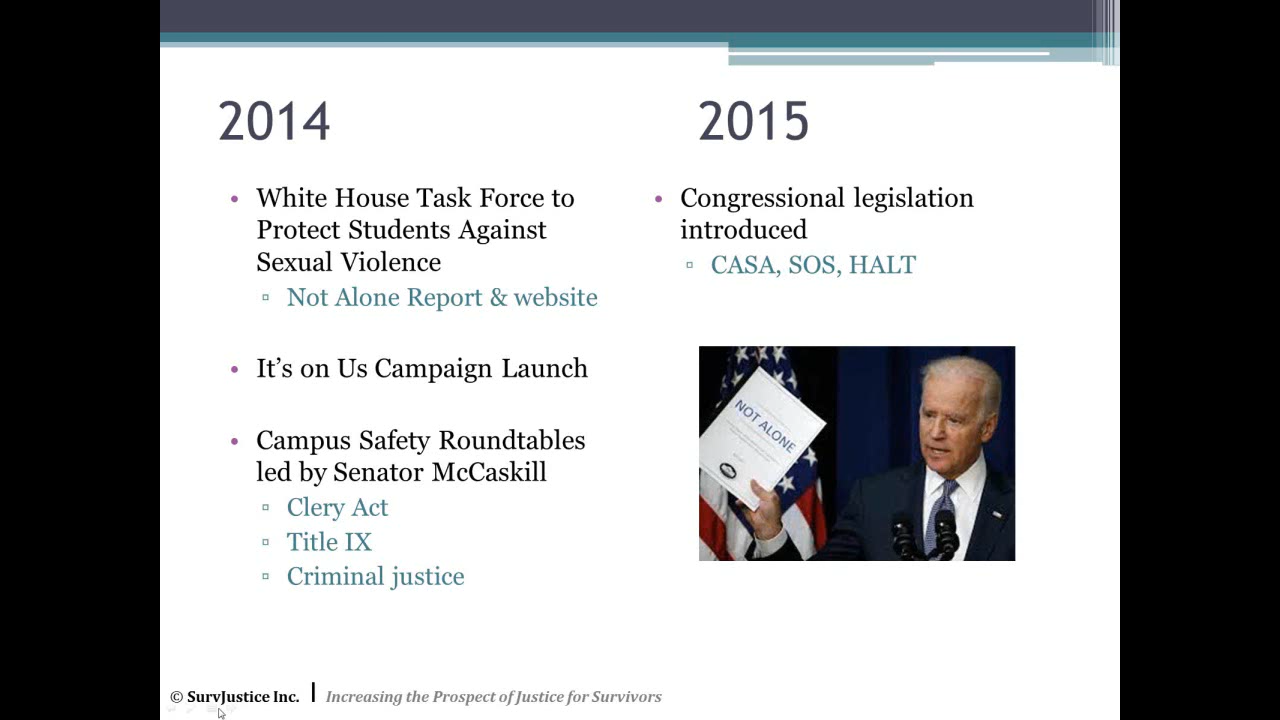 2014
White House Task Force to
Protect Students Against
Sexual Violence
Not Alone Report & website
It’s on Us Campaign Launch
Campus Safety Roundtables
led by Senator McCaskill
Clery Act
Title IX
Criminal justice
2015
Congressional legislation
introduced
CASA, SOS, HALT
NOT ALONE
© SurvJustice Inc. | Increasing the Prospect of Justice for Survivors